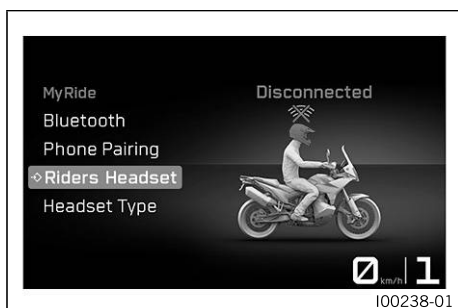 MyRide
Disconnected
Bluetooth
Phone Pairing
Riders Headset
Headset Type
0 km/h 1
I00238-01